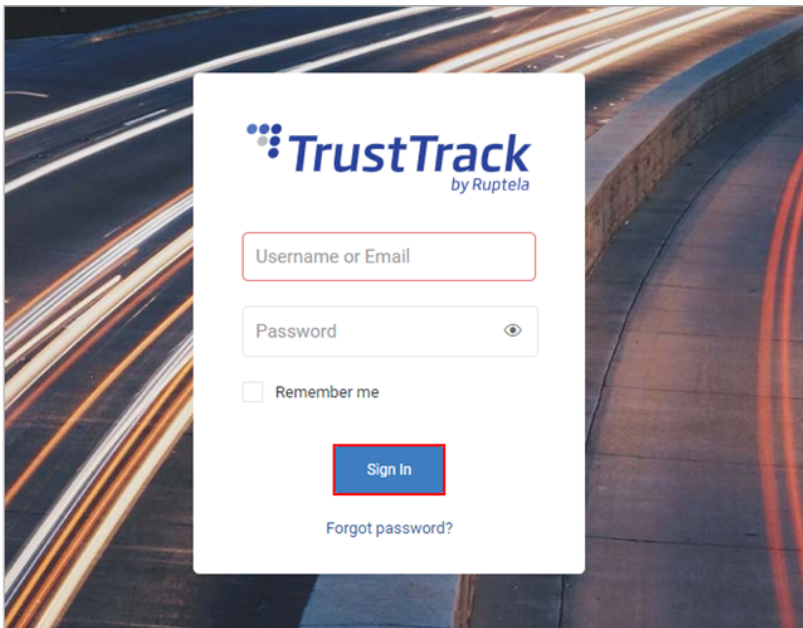 TrustTrack
by Ruptela
Username or Email
Password
Remember me
Sign In
Forgot password?